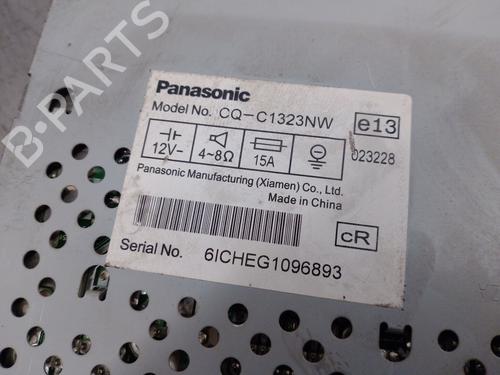 B-PARTS
Panasonic
Model No. CQ-C1323NW
e13
12V⎓ 4~8Ω 15A
023228
Panasonic Manufacturing (Xiamen) Co., Ltd.
Made in China
cR
Serial No. 6ICHEG1096893